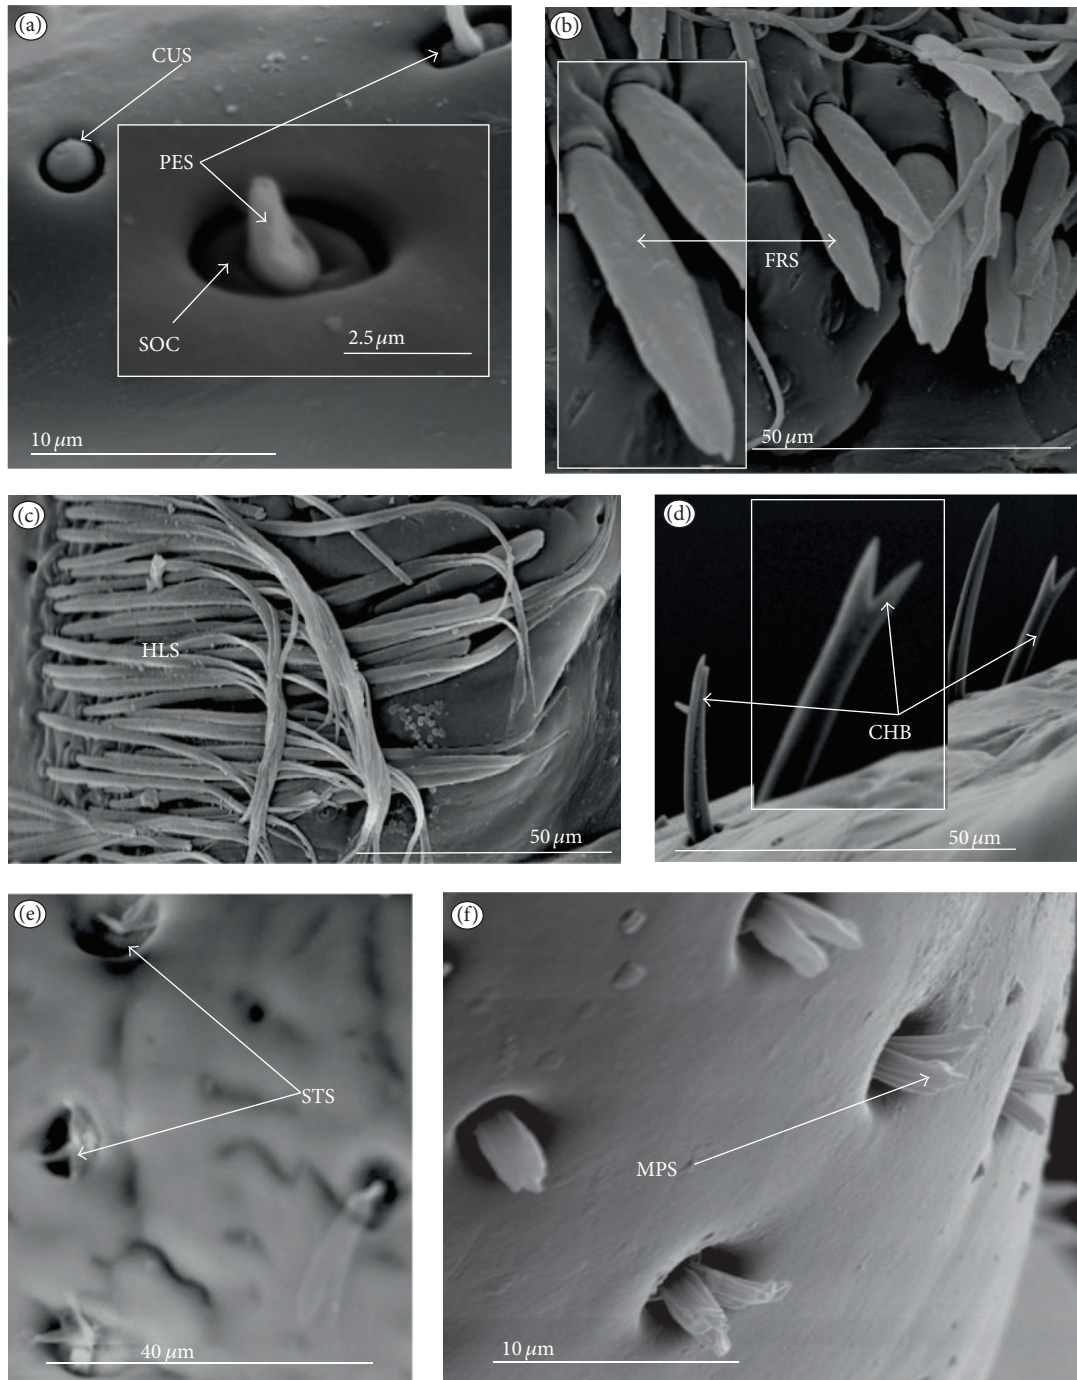 (a)
CUS
PES
SOC
2.5 μm
10 μm
(b)
FRS
50 μm
(c)
HLS
50 μm
(d)
CHB
50 μm
(e)
STS
40 μm
(f)
MPS
10 μm